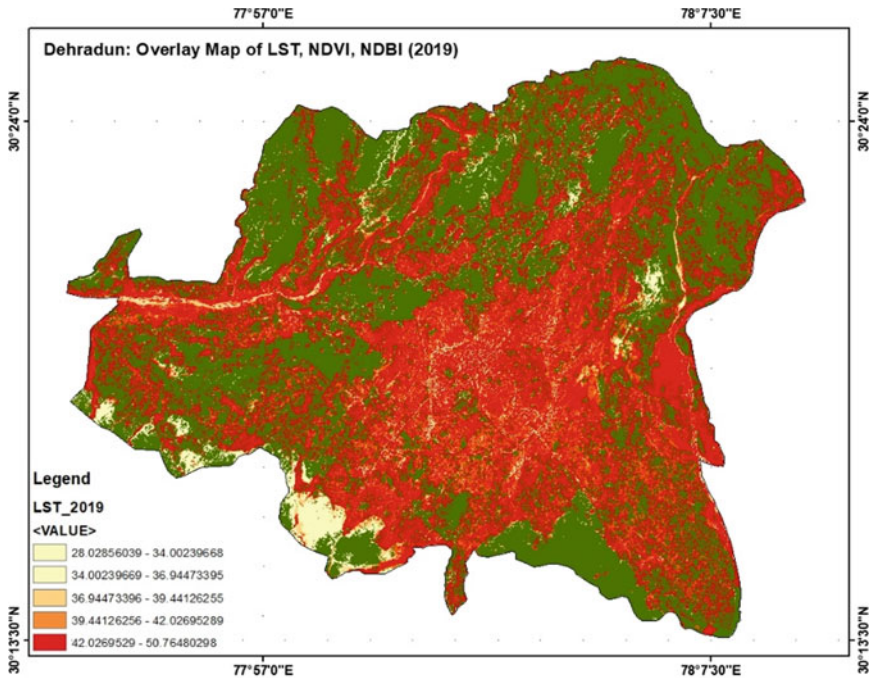 77°57'0"E 78°7'30"E
Dehradun: Overlay Map of LST, NDVI, NDBI (2019)
30°24'0"N 30°24'0"N
Legend
LST_2019
<VALUE>
28.02856039 - 34.00239668
34.00239669 - 36.94473395
36.94473396 - 39.44126255
39.44126256 - 42.02695289
42.0269529 - 50.76480298
30°13'30"N 30°13'30"N
77°57'0"E 78°7'30"E